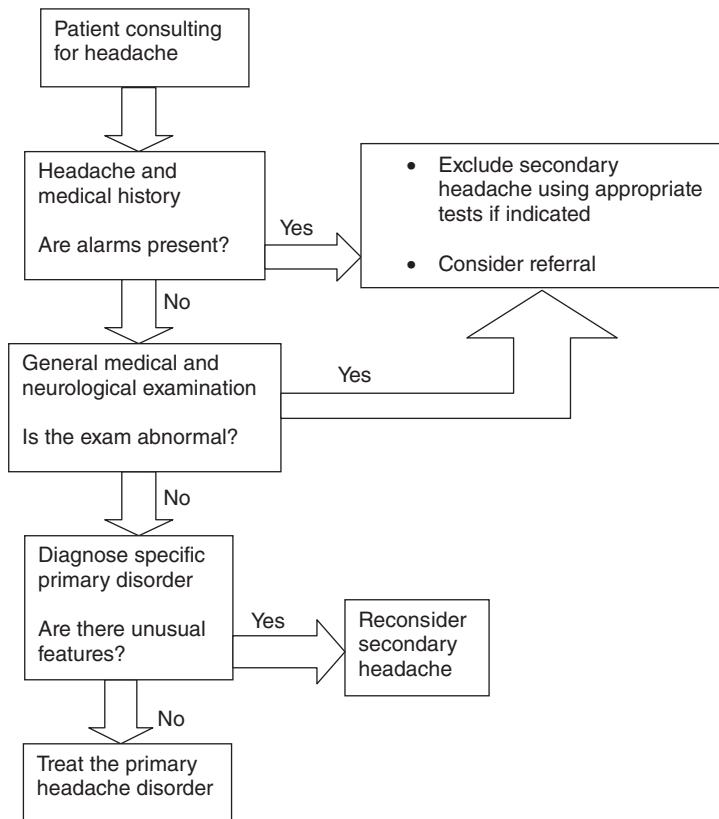 Patient consulting
for headache
Headache and
medical history
Are alarms present?
Yes
• Exclude secondary
headache using appropriate
tests if indicated
• Consider referral
No
General medical and
neurological examination
Is the exam abnormal?
Yes
No
Diagnose specific
primary disorder
Are there unusual
features?
Yes
Reconsider
secondary
headache
No
Treat the primary
headache disorder